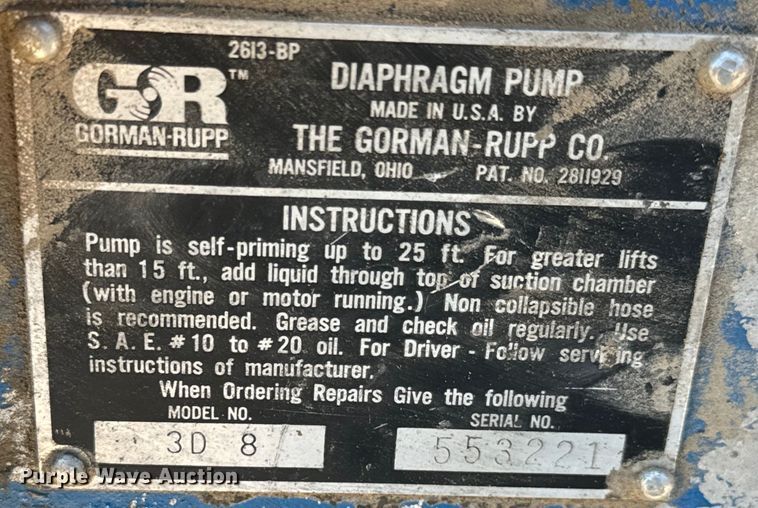 2613-BP
GR™
GORMAN-RUPP
DIAPHRAGM PUMP
MADE IN U.S.A. BY
THE GORMAN-RUPP CO.
MANSFIELD, OHIO PAT. NO. 2811929
INSTRUCTIONS
Pump is self-priming up to 25 ft. For greater lifts
than 15 ft., add liquid through top of suction chamber
(with engine or motor running.) Non collapsible hose
is recommended. Grease and check oil regularly. Use
S. A. E. #10 to #20 oil. For Driver - Follow servicing
instructions of manufacturer.
When Ordering Repairs Give the following
MODEL NO. SERIAL NO.
3D 8 553221
Purple Wave Auction